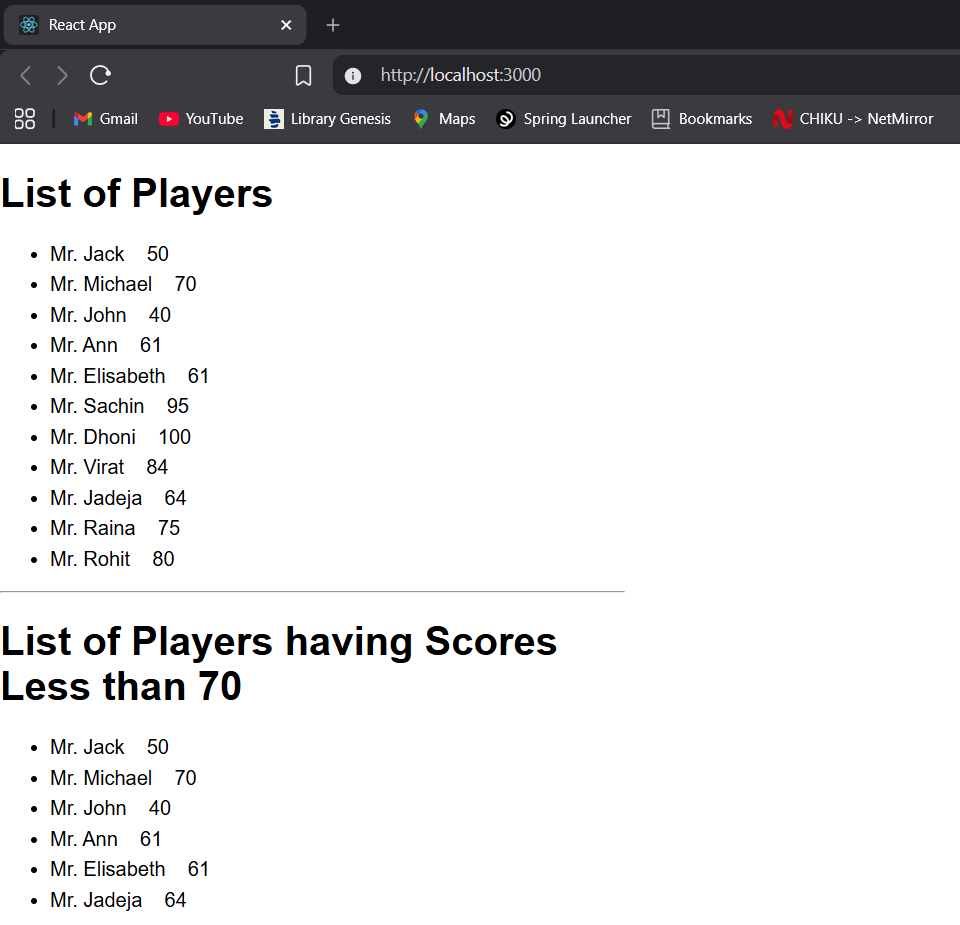 React App
http://localhost:3000
Gmail YouTube Library Genesis Maps Spring Launcher Bookmarks CHIKU -> NetMirror
List of Players
• Mr. Jack 50
• Mr. Michael 70
• Mr. John 40
• Mr. Ann 61
• Mr. Elisabeth 61
• Mr. Sachin 95
• Mr. Dhoni 100
• Mr. Virat 84
• Mr. Jadeja 64
• Mr. Raina 75
• Mr. Rohit 80
List of Players having Scores
Less than 70
• Mr. Jack 50
• Mr. Michael 70
• Mr. John 40
• Mr. Ann 61
• Mr. Elisabeth 61
• Mr. Jadeja 64